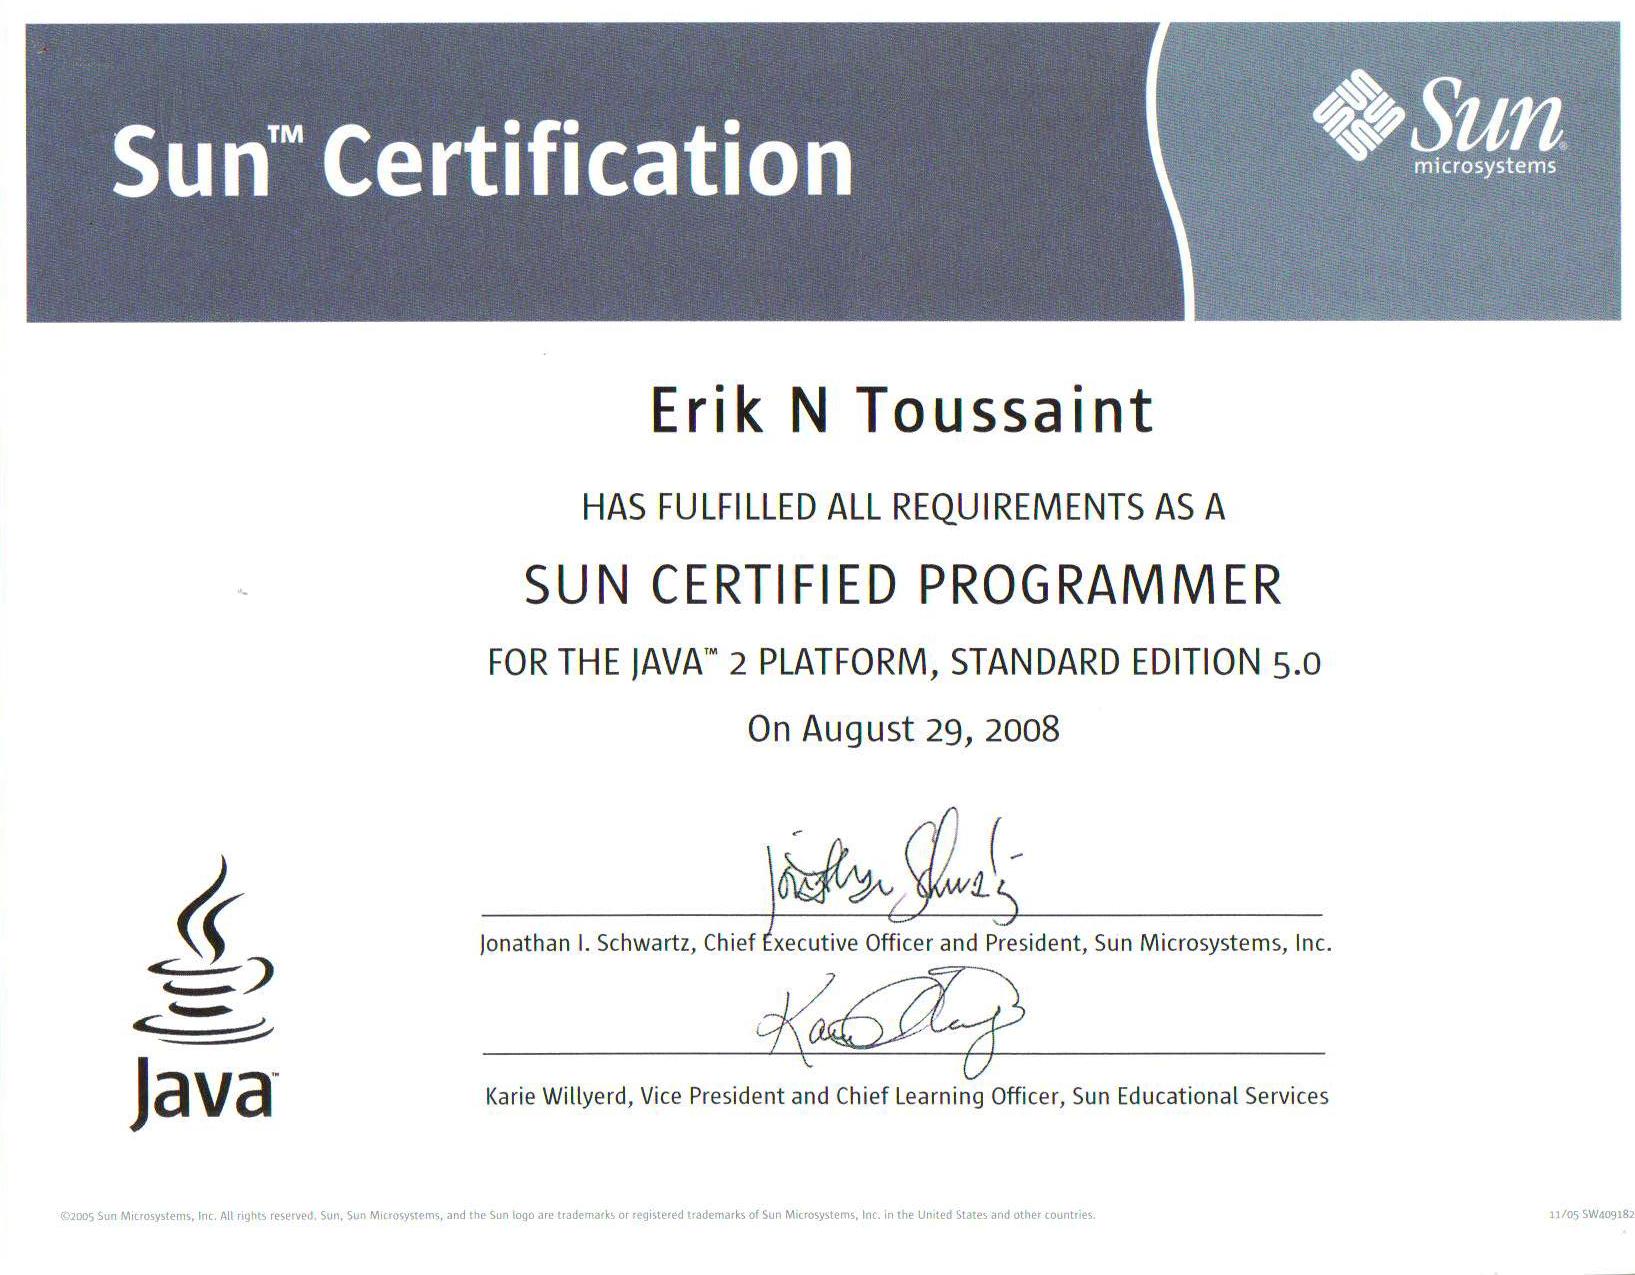 Sun™ Certification
Sun
microsystems
Erik N Toussaint
HAS FULFILLED ALL REQUIREMENTS AS A
SUN CERTIFIED PROGRAMMER
FOR THE JAVA™ 2 PLATFORM, STANDARD EDITION 5.0
On August 29, 2008
Jonathan I. Schwartz, Chief Executive Officer and President, Sun Microsystems, Inc.
Karie Willyerd, Vice President and Chief Learning Officer, Sun Educational Services
Java™
©2005 Sun Microsystems, Inc. All rights reserved. Sun, Sun Microsystems, and the Sun logo are trademarks or registered trademarks of Sun Microsystems, Inc. in the United States and other countries.
11/05 SW409182